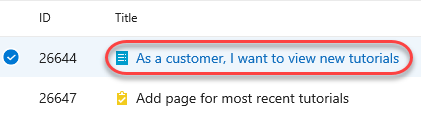 ID Title
26644 As a customer, I want to view new tutorials
26647 Add page for most recent tutorials